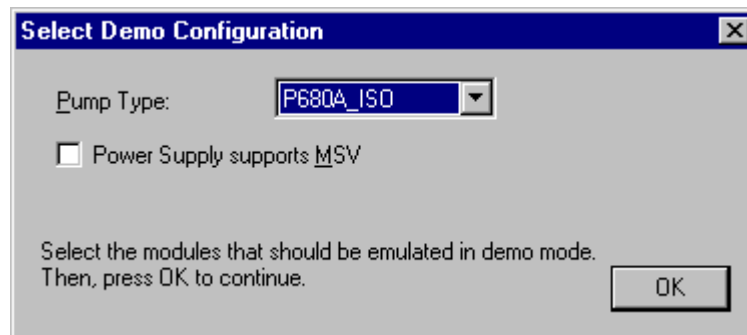 Select Demo Configuration
Pump Type:
P680A_ISO
Power Supply supports MSV
Select the modules that should be emulated in demo mode.
Then, press OK to continue.
OK